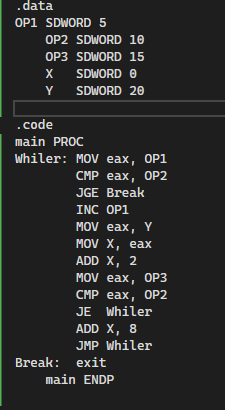 .data
OP1 SDWORD 5
    OP2 SDWORD 10
    OP3 SDWORD 15
    X   SDWORD 0
    Y   SDWORD 20
.code
main PROC
Whiler: MOV eax, OP1
        CMP eax, OP2
        JGE Break
        INC OP1
        MOV eax, Y
        MOV X, eax
        ADD X, 2
        MOV eax, OP3
        CMP eax, OP2
        JE  Whiler
        ADD X, 8
        JMP Whiler
Break:  exit
    main ENDP